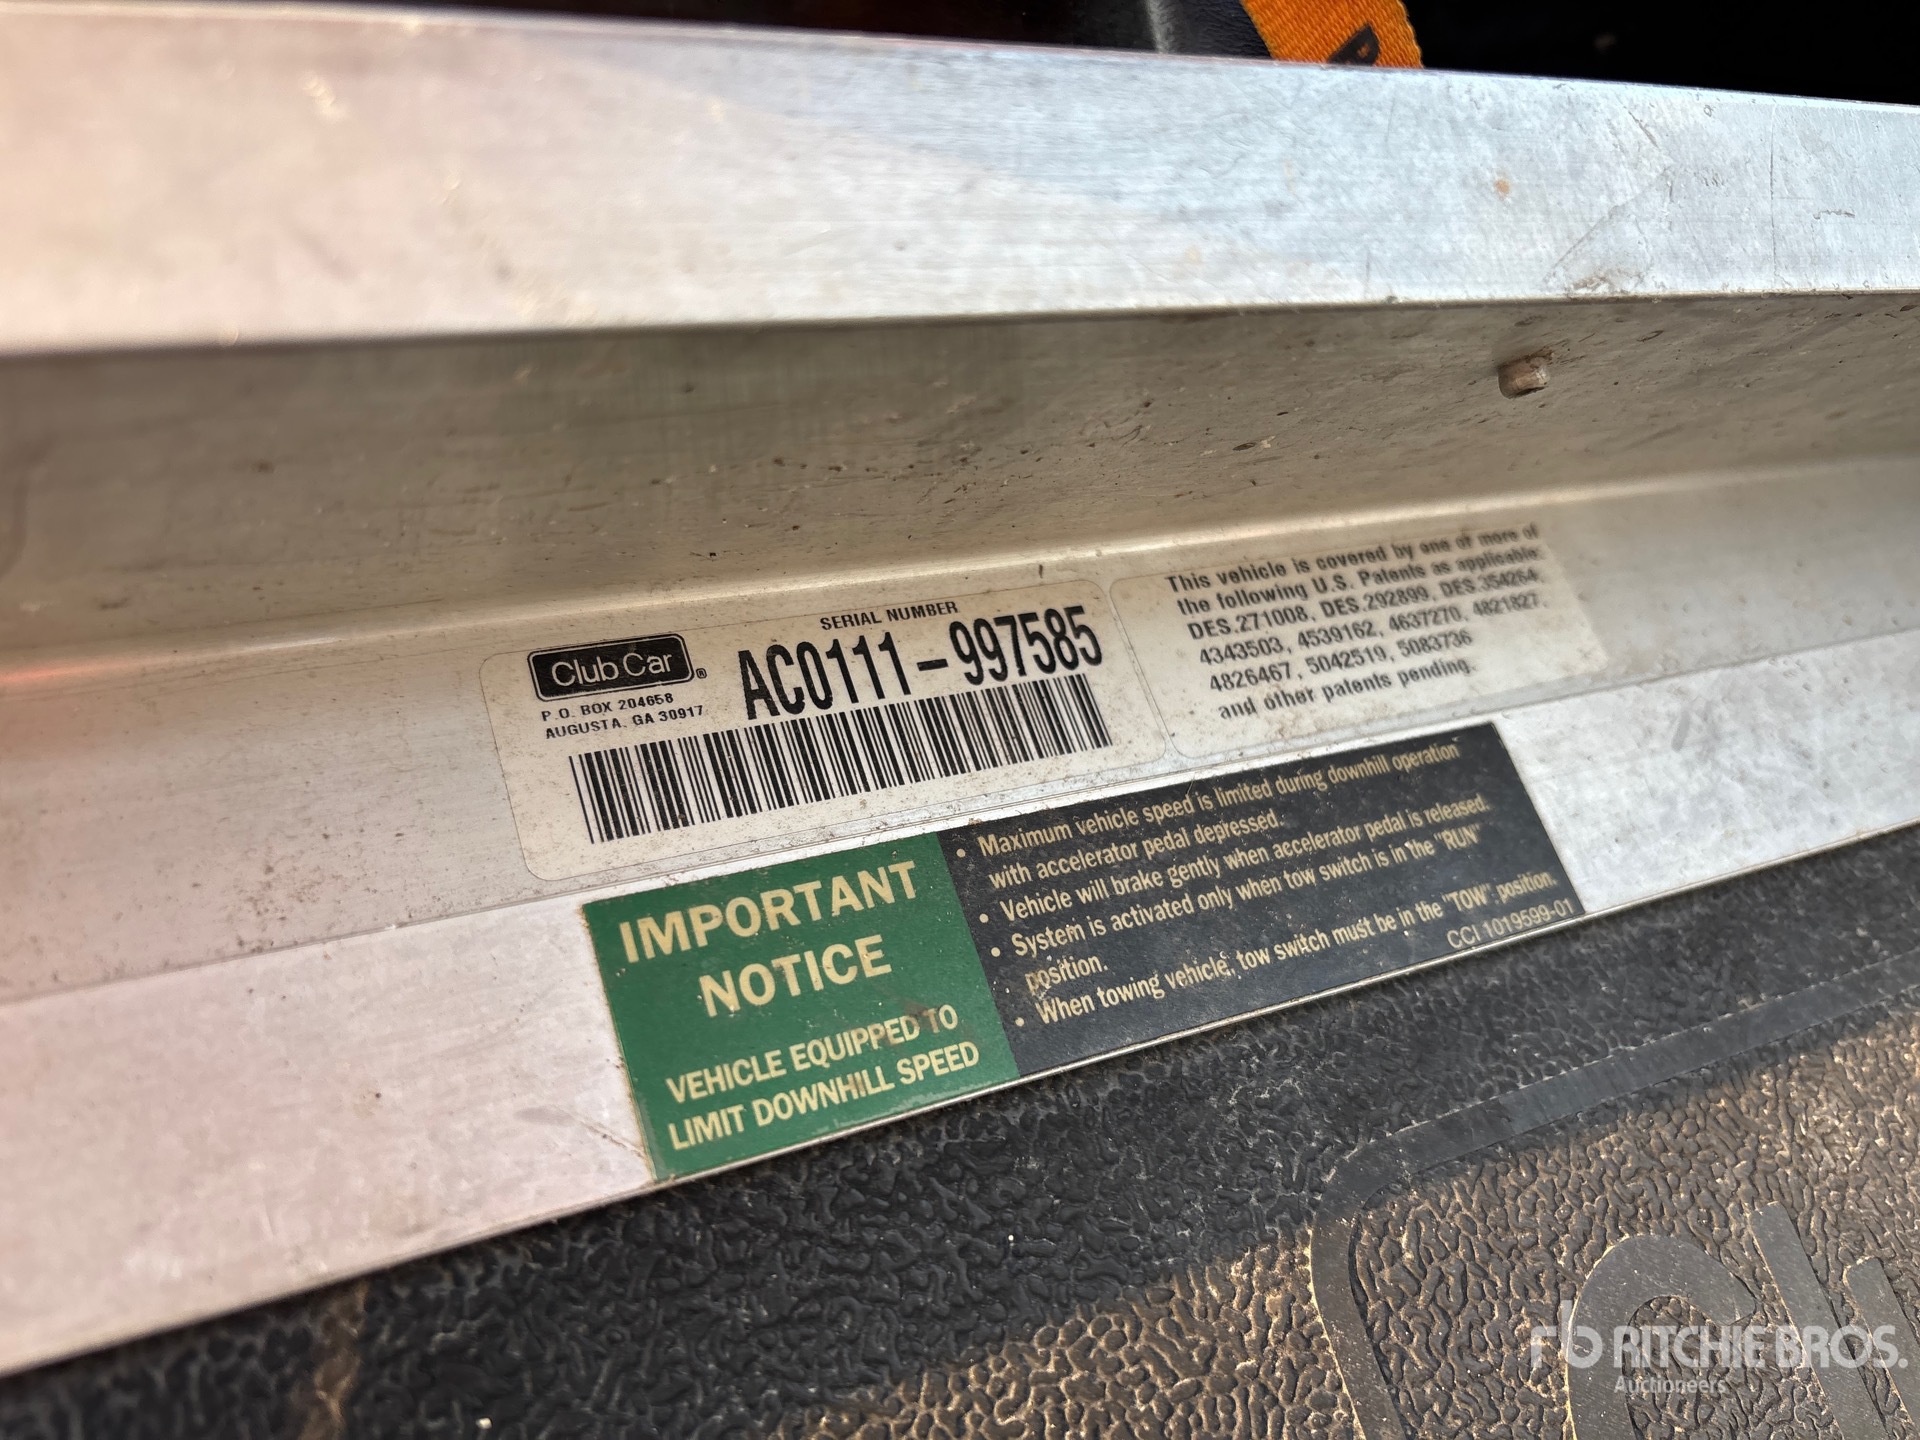 Club Car®
P.O. BOX 204658
AUGUSTA, GA 30917
SERIAL NUMBER
AC0111-997585
This vehicle is covered by one of more of
the following U.S. Patents as applicable:
DES.271008, DES.292899, DES.354264,
4343503, 4539162, 4637270, 4821827,
4826467, 5042519, 5083736
and other patents pending.
IMPORTANT
NOTICE
VEHICLE EQUIPPED TO
LIMIT DOWNHILL SPEED
• Maximum vehicle speed is limited during downhill operation
with accelerator pedal depressed.
• Vehicle will brake gently when accelerator pedal is released.
• System is activated only when tow switch is in the "RUN"
position.
• When towing vehicle, tow switch must be in the "TOW" position.
CCI 1019599-01
rb RITCHIE BROS.
Auctioneers